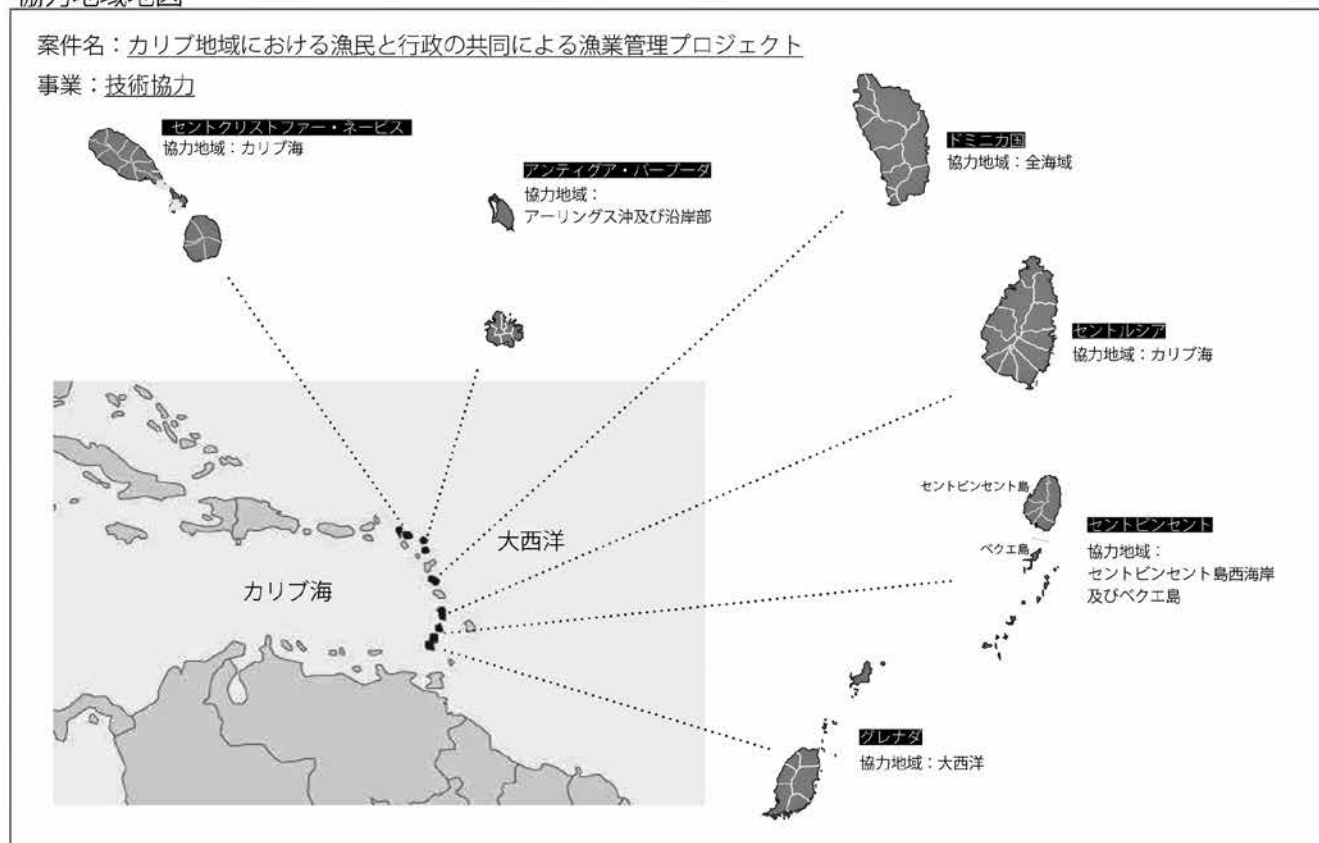 協力地域地図
案件名：カリブ地域における漁民と行政の共同による漁業管理プロジェクト
事業：技術協力
セントクリストファー・ネービス
協力地域：カリブ海
アンティグア・バーブーダ
協力地域：
アーリングス沖及び沿岸部
ドミニカ国
協力地域：全海域
セントルシア
協力地域：カリブ海
セントビンセント島
ベクエ島
セントビンセント
協力地域：
セントビンセント島西海岸
及びベクエ島
大西洋
カリブ海
グレナダ
協力地域：大西洋